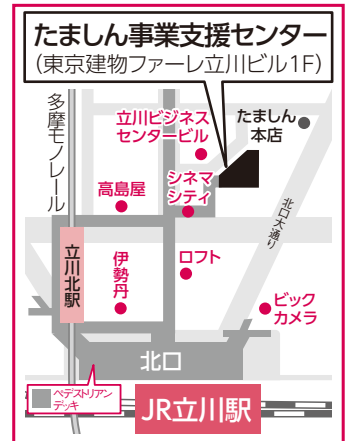 たましん事業支援センター
(東京建物ファーレ立川ビル1F)
多摩モノレール
立川ビジネス
センタービル
たましん
本店
シネマ
シティ
高島屋
北口大通り
立川北駅
伊勢丹
ロフト
ビック
カメラ
北口
ペデストリアン
デッキ
JR立川駅